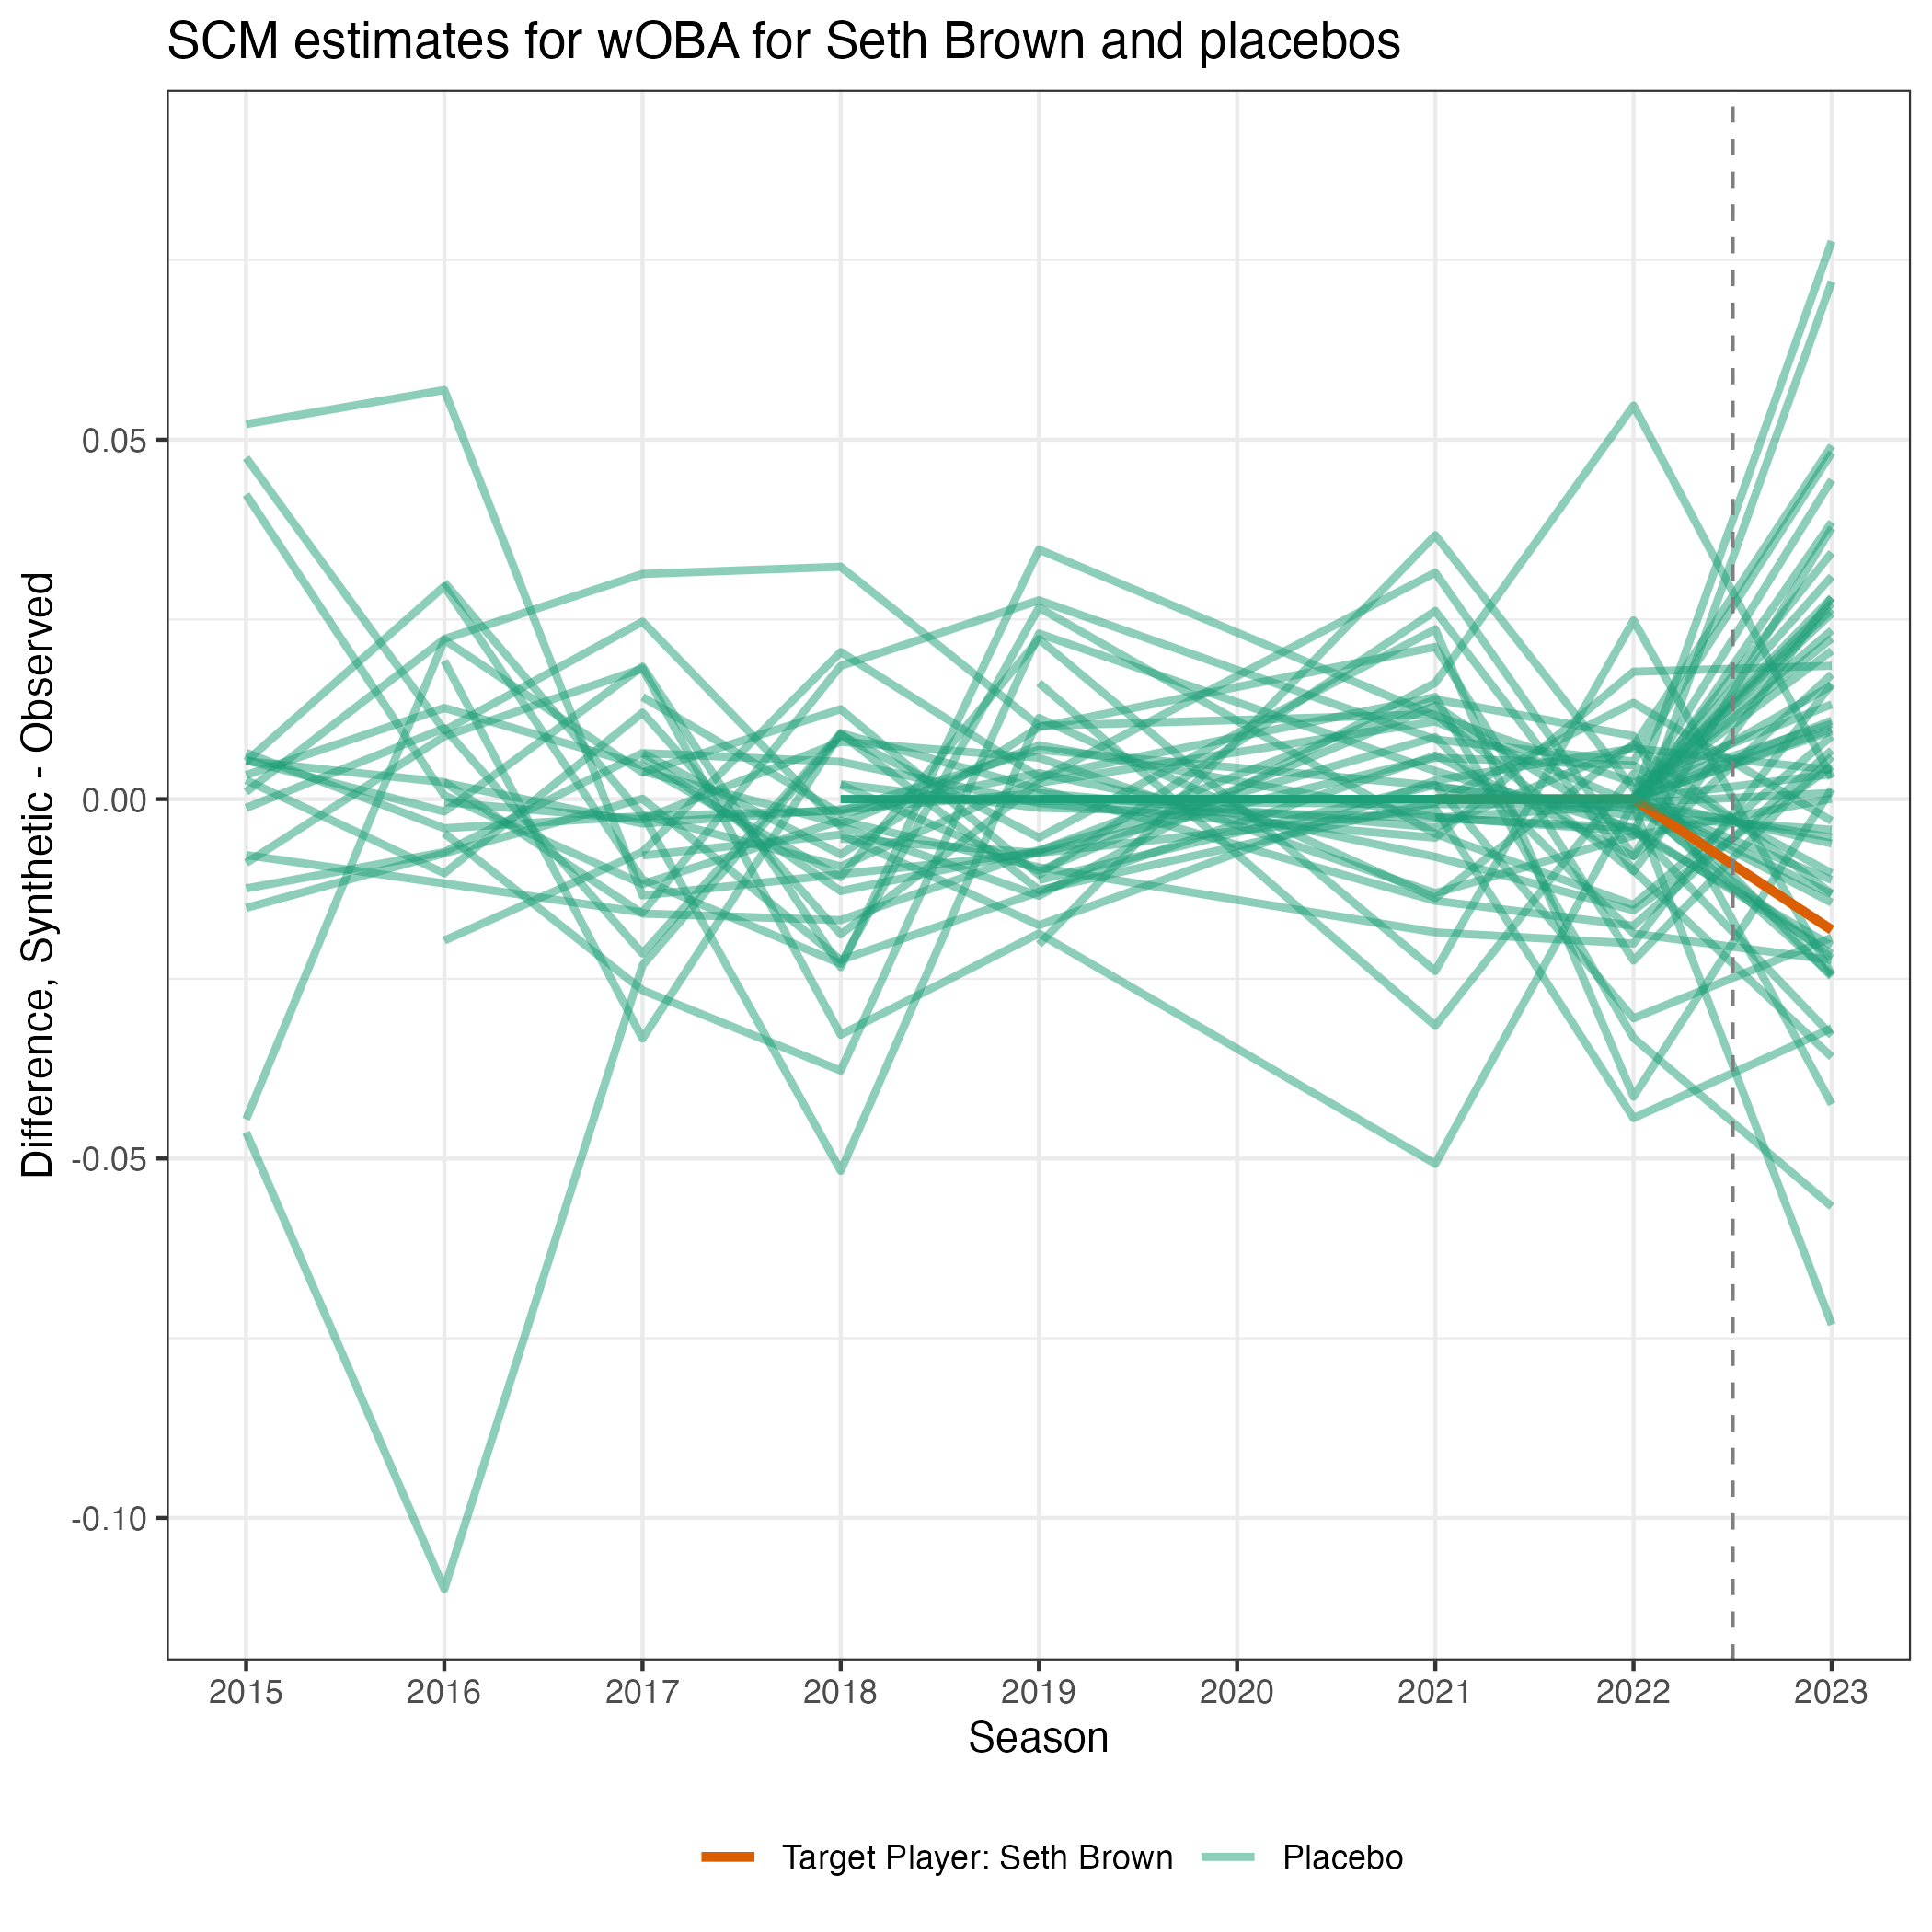 SCM estimates for wOBA for Seth Brown and placebos
Difference, Synthetic - Observed
0.05
0.00
-0.05
-0.10
2015 2016 2017 2018 2019 2020 2021 2022 2023
Season
Target Player: Seth Brown Placebo